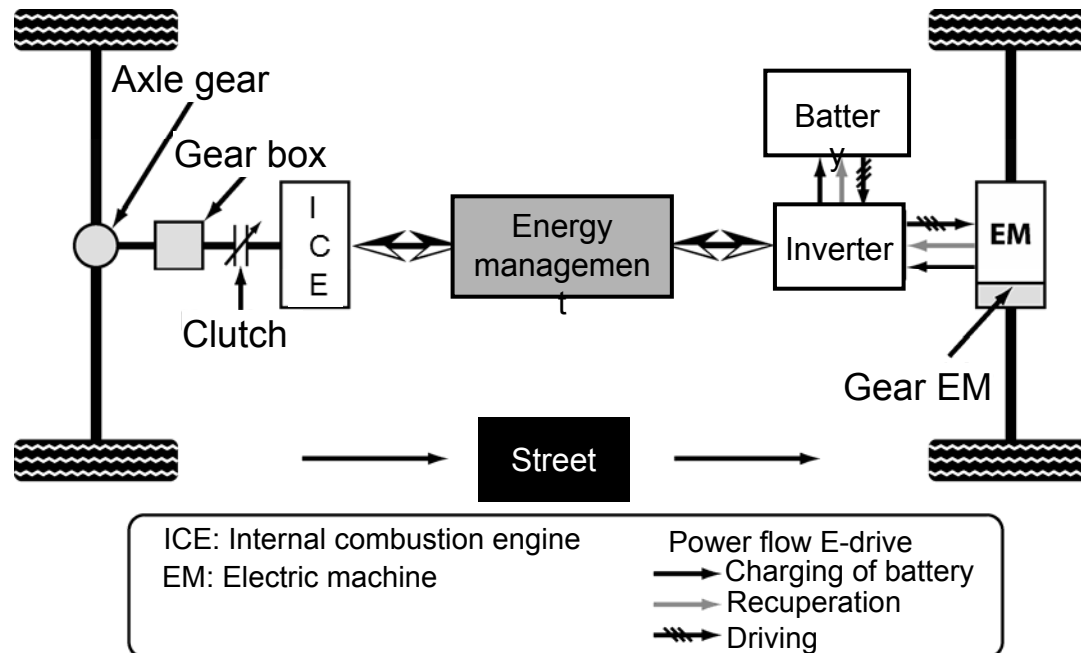 Axle gear
Gear box
I
C
E
Clutch
Energy
managemen
t
Batter
y
Inverter
EM
Gear EM
Street
ICE: Internal combustion engine
EM: Electric machine
Power flow E-drive
Charging of battery
Recuperation
Driving